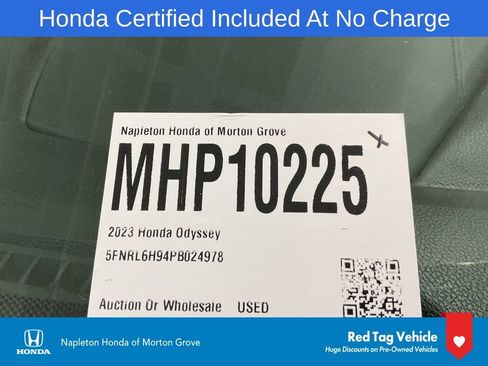 Honda Certified Included At No Charge
Napleton Honda of Morton Grove
MHP10225
x
2023 Honda Odyssey
5FNRL6H94PB024978
Auction Or Wholesale USED
HONDA
Napleton Honda of Morton Grove
Red Tag Vehicle
Huge Discounts on Pre-Owned Vehicles